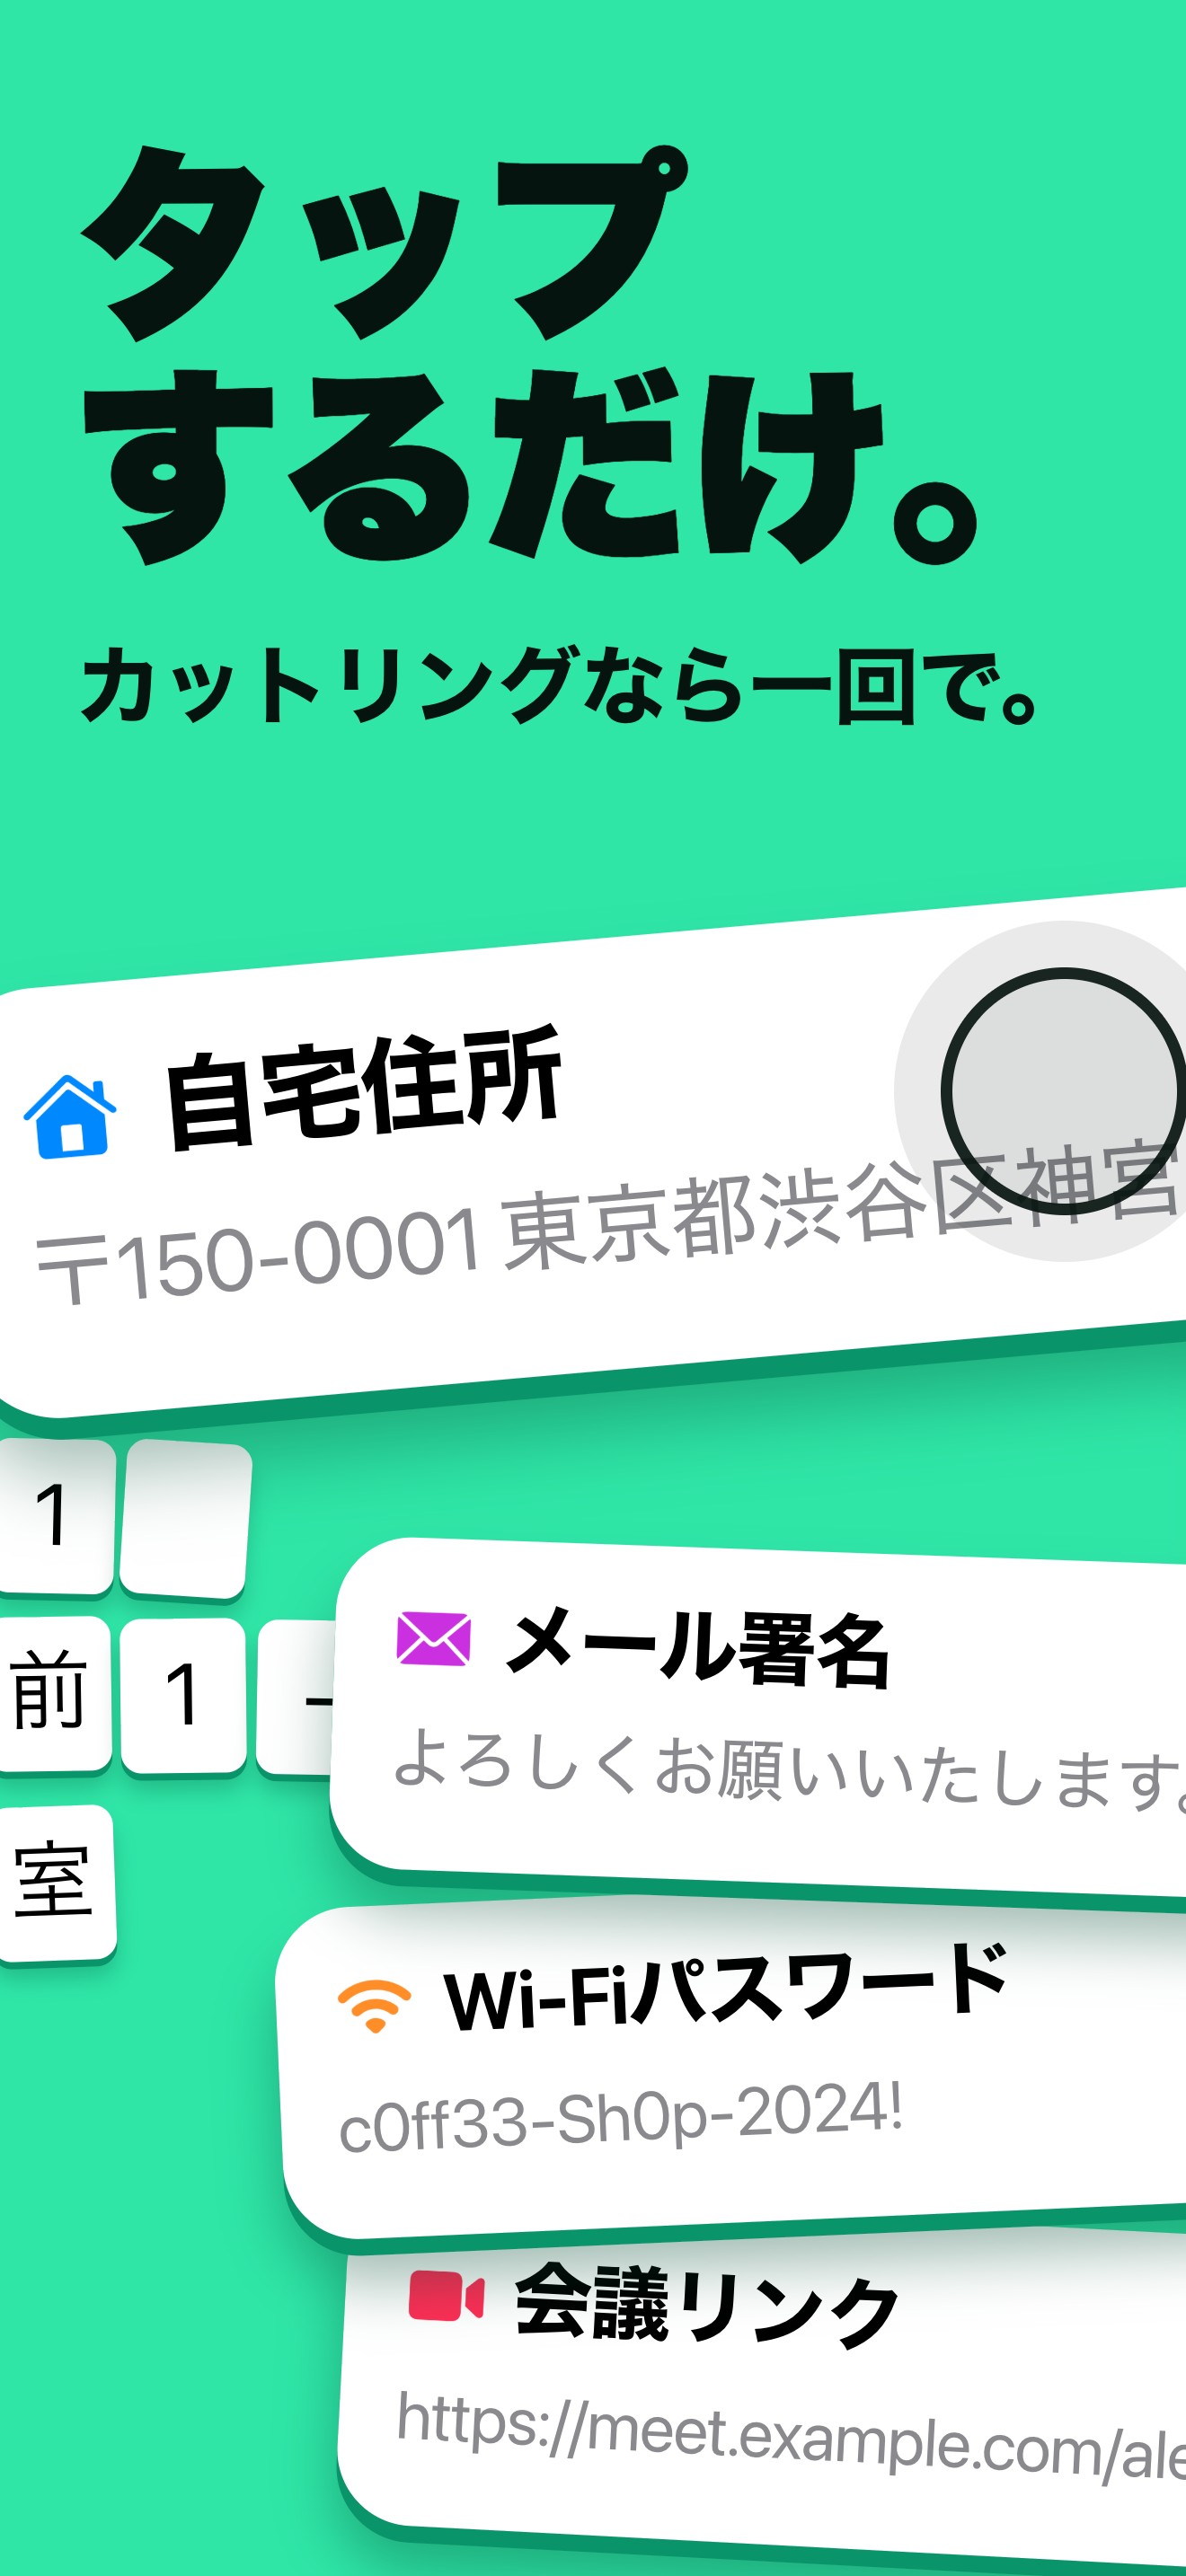 タップ
するだけ。
カットリングなら一回で。
自宅住所
〒150-0001 東京都渋谷区神宮
1
前 1 -
室
メール署名
よろしくお願いいたします。
Wi-Fiパスワード
c0ff33-Sh0p-2024!
会議リンク
https://meet.example.com/ale